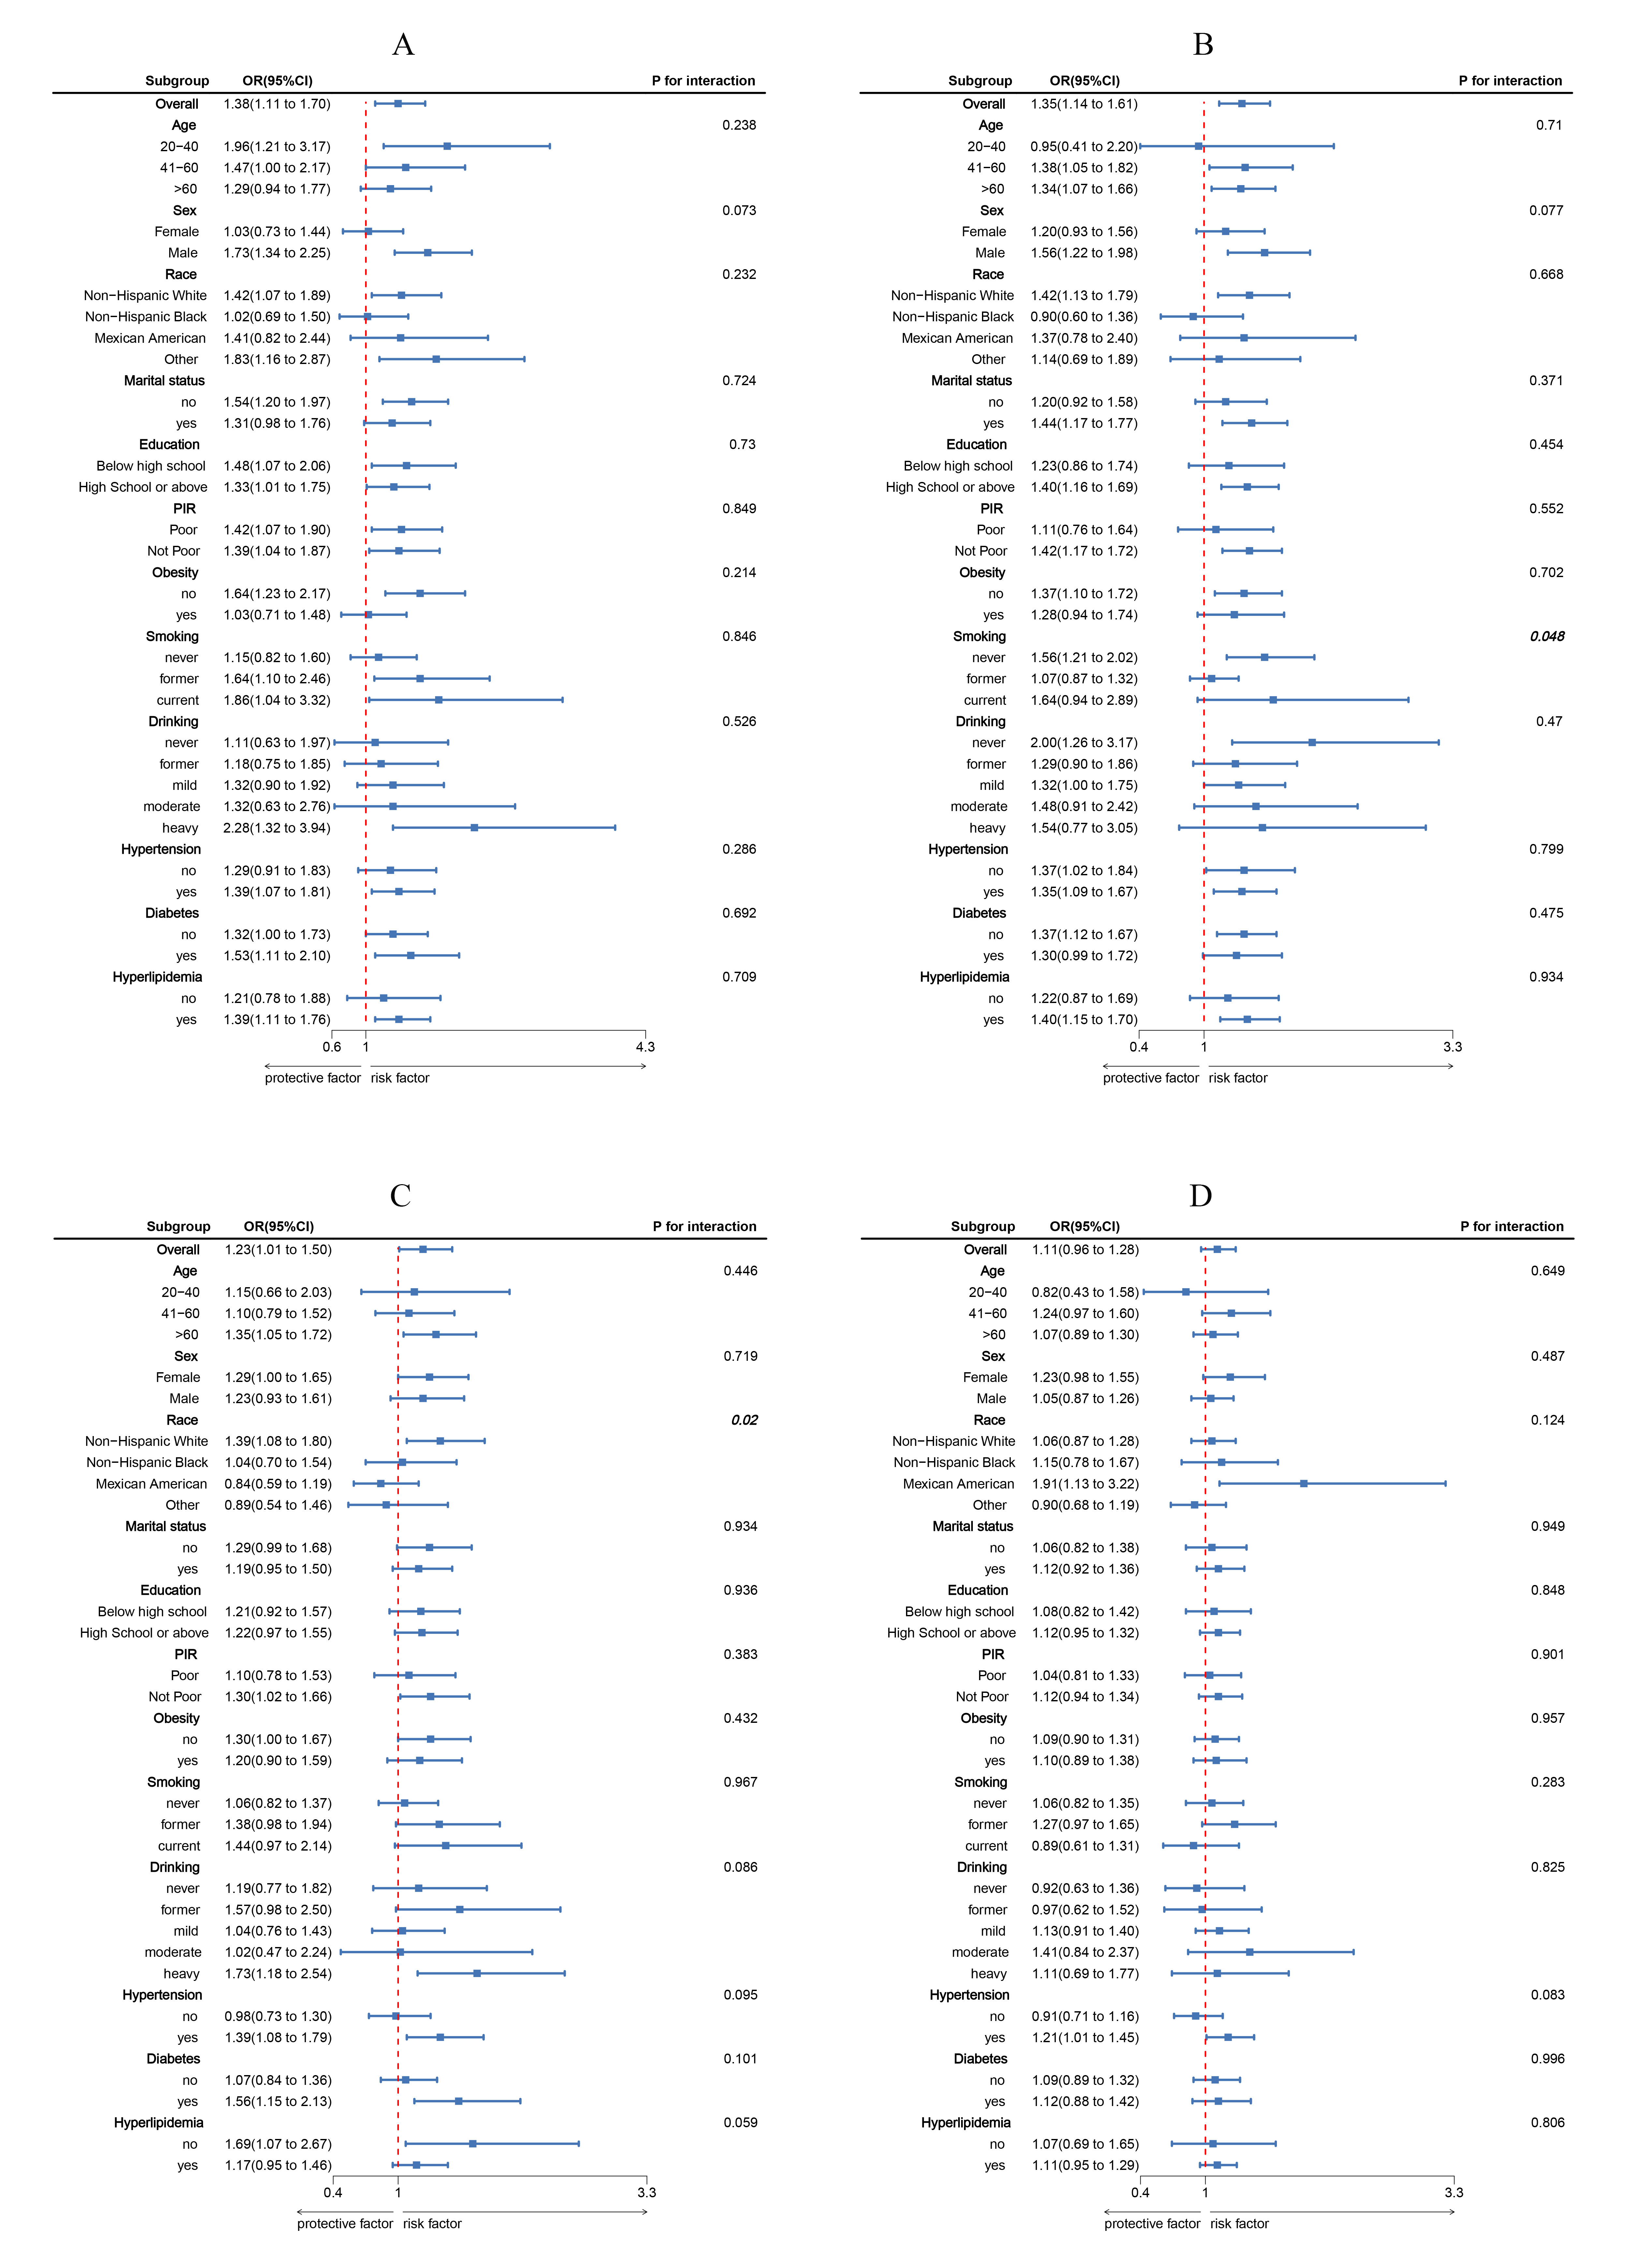 A
Subgroup OR(95%CI) P for interaction
Overall 1.38(1.11 to 1.70)
Age 0.238
20−40 1.96(1.21 to 3.17)
41−60 1.47(1.00 to 2.17)
>60 1.29(0.94 to 1.77)
Sex 0.073
Female 1.03(0.73 to 1.44)
Male 1.73(1.34 to 2.25)
Race 0.232
Non−Hispanic White 1.42(1.07 to 1.89)
Non−Hispanic Black 1.02(0.69 to 1.50)
Mexican American 1.41(0.82 to 2.44)
Other 1.83(1.16 to 2.87)
Marital status 0.724
no 1.54(1.20 to 1.97)
yes 1.31(0.98 to 1.76)
Education 0.73
Below high school 1.48(1.07 to 2.06)
High School or above 1.33(1.01 to 1.75)
PIR 0.849
Poor 1.42(1.07 to 1.90)
Not Poor 1.39(1.04 to 1.87)
Obesity 0.214
no 1.64(1.23 to 2.17)
yes 1.03(0.71 to 1.48)
Smoking 0.846
never 1.15(0.82 to 1.60)
former 1.64(1.10 to 2.46)
current 1.86(1.04 to 3.32)
Drinking 0.526
never 1.11(0.63 to 1.97)
former 1.18(0.75 to 1.85)
mild 1.32(0.90 to 1.92)
moderate 1.32(0.63 to 2.76)
heavy 2.28(1.32 to 3.94)
Hypertension 0.286
no 1.29(0.91 to 1.83)
yes 1.39(1.07 to 1.81)
Diabetes 0.692
no 1.32(1.00 to 1.73)
yes 1.53(1.11 to 2.10)
Hyperlipidemia 0.709
no 1.21(0.78 to 1.88)
yes 1.39(1.11 to 1.76)
0.6 1 4.3
protective factor risk factor
B
Subgroup OR(95%CI) P for interaction
Overall 1.35(1.14 to 1.61)
Age 0.71
20−40 0.95(0.41 to 2.20)
41−60 1.38(1.05 to 1.82)
>60 1.34(1.07 to 1.66)
Sex 0.077
Female 1.20(0.93 to 1.56)
Male 1.56(1.22 to 1.98)
Race 0.668
Non−Hispanic White 1.42(1.13 to 1.79)
Non−Hispanic Black 0.90(0.60 to 1.36)
Mexican American 1.37(0.78 to 2.40)
Other 1.14(0.69 to 1.89)
Marital status 0.371
no 1.20(0.92 to 1.58)
yes 1.44(1.17 to 1.77)
Education 0.454
Below high school 1.23(0.86 to 1.74)
High School or above 1.40(1.16 to 1.69)
PIR 0.552
Poor 1.11(0.76 to 1.64)
Not Poor 1.42(1.17 to 1.72)
Obesity 0.702
no 1.37(1.10 to 1.72)
yes 1.28(0.94 to 1.74)
Smoking 0.048
never 1.56(1.21 to 2.02)
former 1.07(0.87 to 1.32)
current 1.64(0.94 to 2.89)
Drinking 0.47
never 2.00(1.26 to 3.17)
former 1.29(0.90 to 1.86)
mild 1.32(1.00 to 1.75)
moderate 1.48(0.91 to 2.42)
heavy 1.54(0.77 to 3.05)
Hypertension 0.799
no 1.37(1.02 to 1.84)
yes 1.35(1.09 to 1.67)
Diabetes 0.475
no 1.37(1.12 to 1.67)
yes 1.30(0.99 to 1.72)
Hyperlipidemia 0.934
no 1.22(0.87 to 1.69)
yes 1.40(1.15 to 1.70)
0.4 1 3.3
protective factor risk factor
C
Subgroup OR(95%CI) P for interaction
Overall 1.23(1.01 to 1.50)
Age 0.446
20−40 1.15(0.66 to 2.03)
41−60 1.10(0.79 to 1.52)
>60 1.35(1.05 to 1.72)
Sex 0.719
Female 1.29(1.00 to 1.65)
Male 1.23(0.93 to 1.61)
Race 0.02
Non−Hispanic White 1.39(1.08 to 1.80)
Non−Hispanic Black 1.04(0.70 to 1.54)
Mexican American 0.84(0.59 to 1.19)
Other 0.89(0.54 to 1.46)
Marital status 0.934
no 1.29(0.99 to 1.68)
yes 1.19(0.95 to 1.50)
Education 0.936
Below high school 1.21(0.92 to 1.57)
High School or above 1.22(0.97 to 1.55)
PIR 0.383
Poor 1.10(0.78 to 1.53)
Not Poor 1.30(1.02 to 1.66)
Obesity 0.432
no 1.30(1.00 to 1.67)
yes 1.20(0.90 to 1.59)
Smoking 0.967
never 1.06(0.82 to 1.37)
former 1.38(0.98 to 1.94)
current 1.44(0.97 to 2.14)
Drinking 0.086
never 1.19(0.77 to 1.82)
former 1.57(0.98 to 2.50)
mild 1.04(0.76 to 1.43)
moderate 1.02(0.47 to 2.24)
heavy 1.73(1.18 to 2.54)
Hypertension 0.095
no 0.98(0.73 to 1.30)
yes 1.39(1.08 to 1.79)
Diabetes 0.101
no 1.07(0.84 to 1.36)
yes 1.56(1.15 to 2.13)
Hyperlipidemia 0.059
no 1.69(1.07 to 2.67)
yes 1.17(0.95 to 1.46)
0.4 1 3.3
protective factor risk factor
D
Subgroup OR(95%CI) P for interaction
Overall 1.11(0.96 to 1.28)
Age 0.649
20−40 0.82(0.43 to 1.58)
41−60 1.24(0.97 to 1.60)
>60 1.07(0.89 to 1.30)
Sex 0.487
Female 1.23(0.98 to 1.55)
Male 1.05(0.87 to 1.26)
Race 0.124
Non−Hispanic White 1.06(0.87 to 1.28)
Non−Hispanic Black 1.15(0.78 to 1.67)
Mexican American 1.91(1.13 to 3.22)
Other 0.90(0.68 to 1.19)
Marital status 0.949
no 1.06(0.82 to 1.38)
yes 1.12(0.92 to 1.36)
Education 0.848
Below high school 1.08(0.82 to 1.42)
High School or above 1.12(0.95 to 1.32)
PIR 0.901
Poor 1.04(0.81 to 1.33)
Not Poor 1.12(0.94 to 1.34)
Obesity 0.957
no 1.09(0.90 to 1.31)
yes 1.10(0.89 to 1.38)
Smoking 0.283
never 1.06(0.82 to 1.35)
former 1.27(0.97 to 1.65)
current 0.89(0.61 to 1.31)
Drinking 0.825
never 0.92(0.63 to 1.36)
former 0.97(0.62 to 1.52)
mild 1.13(0.91 to 1.40)
moderate 1.41(0.84 to 2.37)
heavy 1.11(0.69 to 1.77)
Hypertension 0.083
no 0.91(0.71 to 1.16)
yes 1.21(1.01 to 1.45)
Diabetes 0.996
no 1.09(0.89 to 1.32)
yes 1.12(0.88 to 1.42)
Hyperlipidemia 0.806
no 1.07(0.69 to 1.65)
yes 1.11(0.95 to 1.29)
0.4 1 3.3
protective factor risk factor